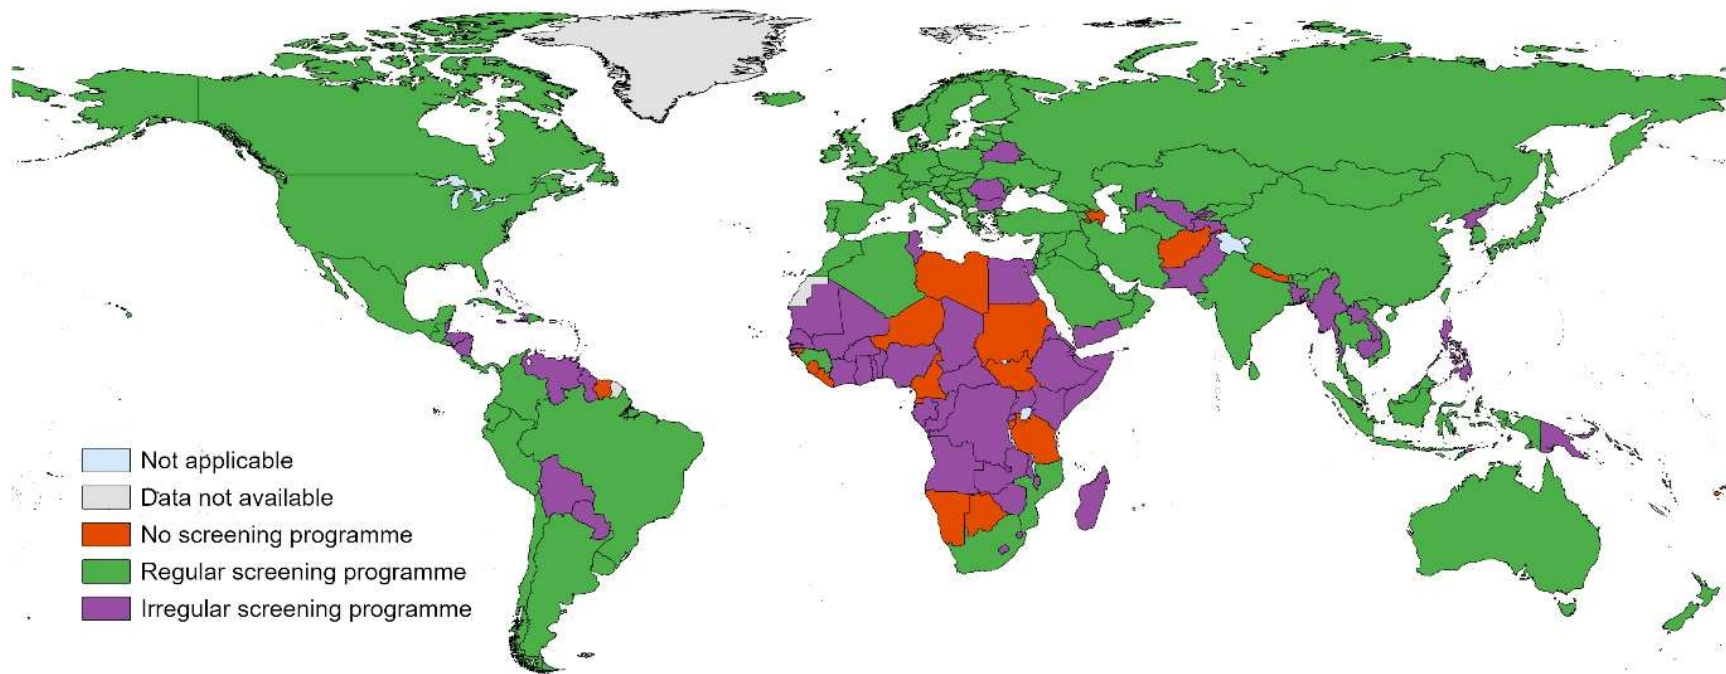 Not applicable
Data not available
No screening programme
Regular screening programme
Irregular screening programme